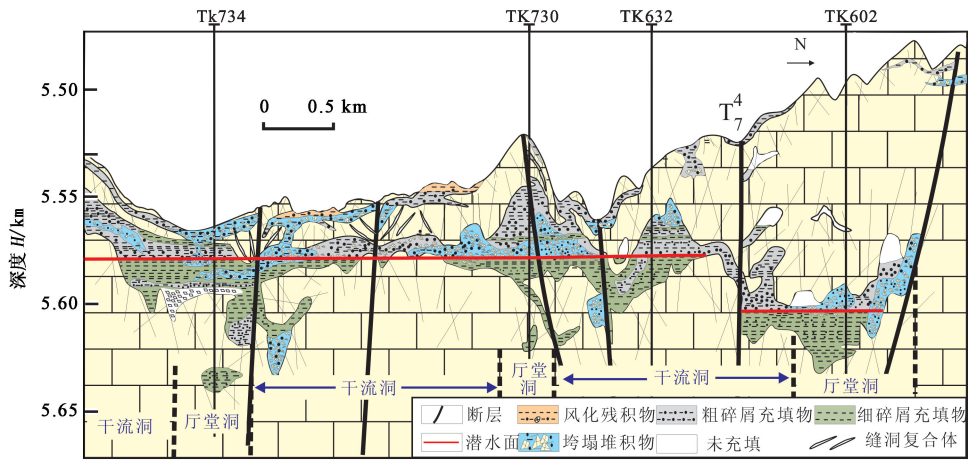 Tk734 TK730 TK632 TK602
N
5.50
0 0.5 km
T₇⁴
5.55
深度 H/km
5.60
厅堂洞
干流洞 干流洞
5.65
干流洞 厅堂洞 厅堂洞
断层 风化残积物 粗碎屑充填物 细碎屑充填物
潜水面 垮塌堆积物 未充填 缝洞复合体